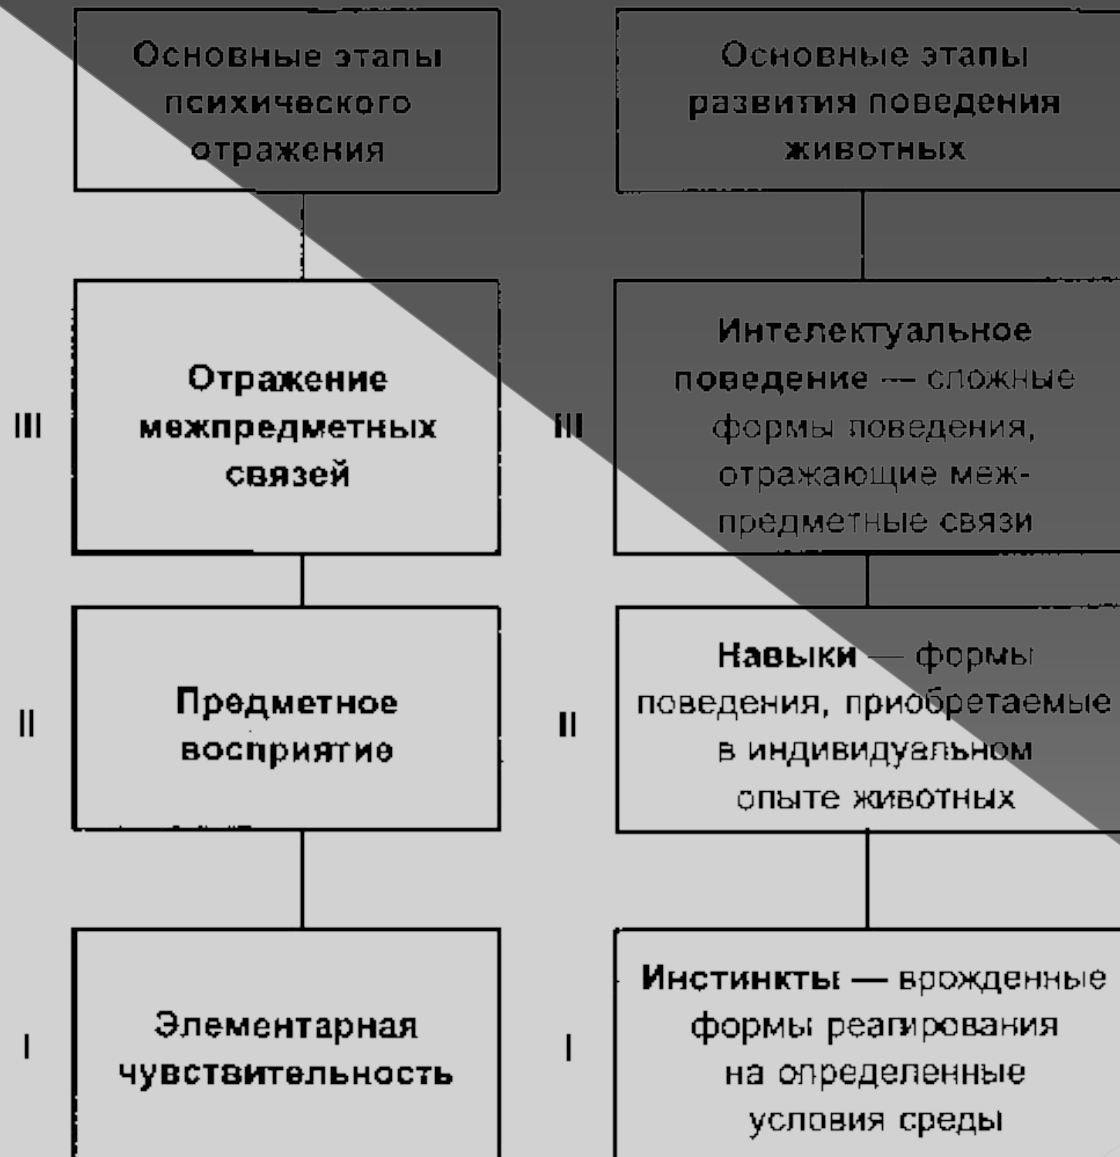 Основные этапы
психического
отражения
Основные этапы
развития поведения
животных
III
Отражение
межпредметных
связей
III
Интелектуальное
поведение — сложные
формы поведения,
отражающие меж-
предметные связи
II
Предметное
восприятие
II
Навыки — формы
поведения, приобретаемые
в индивидуальном
опыте животных
I
Элементарная
чувствительность
I
Инстинкты — врожденные
формы реагирования
на определенные
условия среды